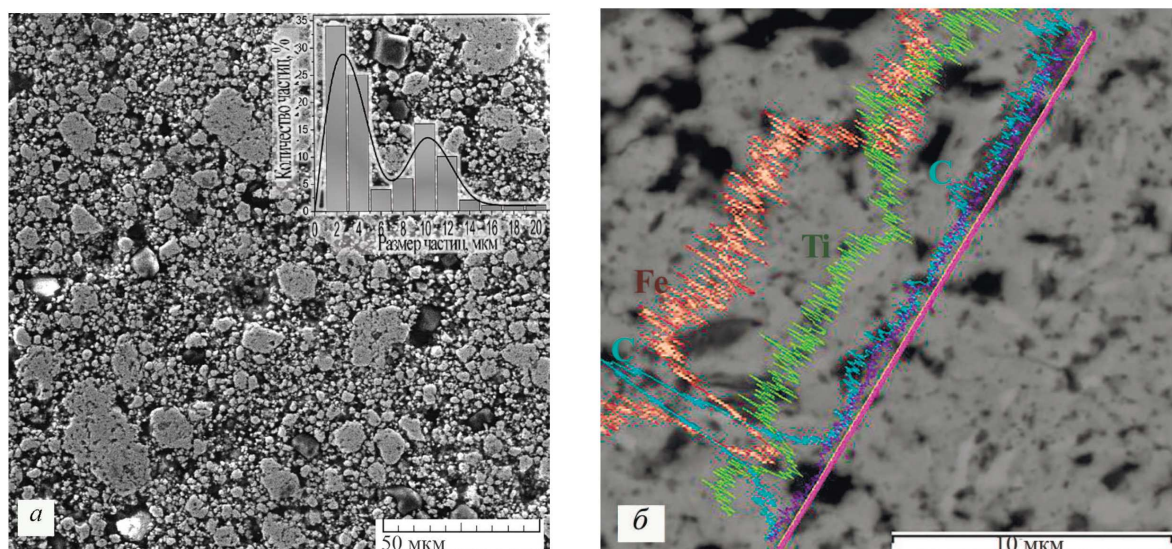 Количество частиц, %
35
30
25
20
15
10
5
0
0 2 4 6 8 10 12 14 16 18 20
Размер частиц, мкм
а
50 мкм
C
Ti
Fe
C
б
10 мкм